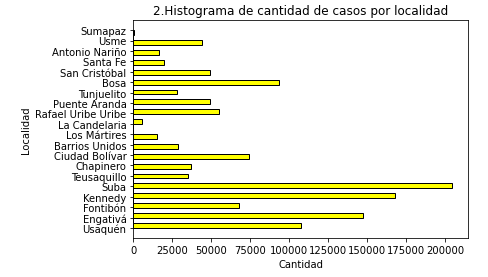 2.Histograma de cantidad de casos por localidad
Sumapaz
Usme
Antonio Nariño
Santa Fe
San Cristóbal
Bosa
Tunjuelito
Puente Aranda
Rafael Uribe Uribe
La Candelaria
Los Mártires
Barrios Unidos
Ciudad Bolívar
Chapinero
Teusaquillo
Suba
Kennedy
Fontibón
Engativá
Usaquén
Localidad
0 25000 50000 75000 100000 125000 150000 175000 200000
Cantidad